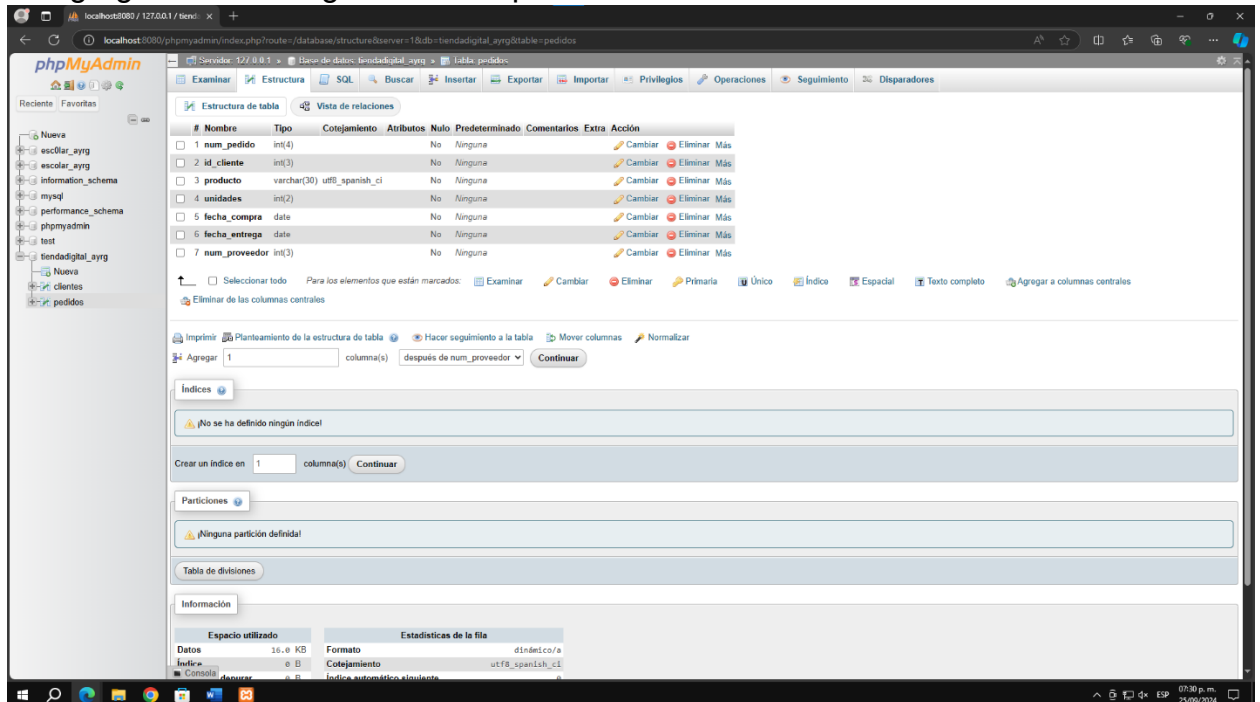 localhost:8080 / 127.0.0.1 / tiend
localhost:8080/phpmyadmin/index.php?route=/database/structure&server=1&db=tiendadigital_ayrg&table=pedidos
phpMyAdmin
Reciente Favoritas
Nueva
esc0lar_ayrg
escolar_ayrg
information_schema
mysql
performance_schema
phpmyadmin
test
tiendadigital_ayrg
Nueva
clientes
pedidos
Servidor: 127.0.0.1 » Base de datos: tiendadigital_ayrg » Tabla: pedidos
Examinar Estructura SQL Buscar Insertar Exportar Importar Privilegios Operaciones Seguimiento Disparadores
Estructura de tabla Vista de relaciones
# Nombre Tipo Cotejamiento Atributos Nulo Predeterminado Comentarios Extra Acción
1 num_pedido int(4) No Ninguna Cambiar Eliminar Más
2 id_cliente int(3) No Ninguna Cambiar Eliminar Más
3 producto varchar(30) utf8_spanish_ci No Ninguna Cambiar Eliminar Más
4 unidades int(2) No Ninguna Cambiar Eliminar Más
5 fecha_compra date No Ninguna Cambiar Eliminar Más
6 fecha_entrega date No Ninguna Cambiar Eliminar Más
7 num_proveedor int(3) No Ninguna Cambiar Eliminar Más
Seleccionar todo Para los elementos que están marcados: Examinar Cambiar Eliminar Primaria Único Índice Espacial Texto completo Agregar a columnas centrales
Eliminar de las columnas centrales
Imprimir Planteamiento de la estructura de tabla Hacer seguimiento a la tabla Mover columnas Normalizar
Agregar 1 columna(s) después de num_proveedor Continuar
Índices
¡No se ha definido ningún índice!
Crear un índice en 1 columna(s) Continuar
Particiones
¡Ninguna partición definida!
Tabla de divisiones
Información
Espacio utilizado Estadísticas de la fila
Datos 16.0 KB Formato dinámico/a
Índice 0 B Cotejamiento utf8_spanish_ci
Consola depurar 0 B Índice automático siguiente 0
ESP 07:30 p. m.
25/09/2024